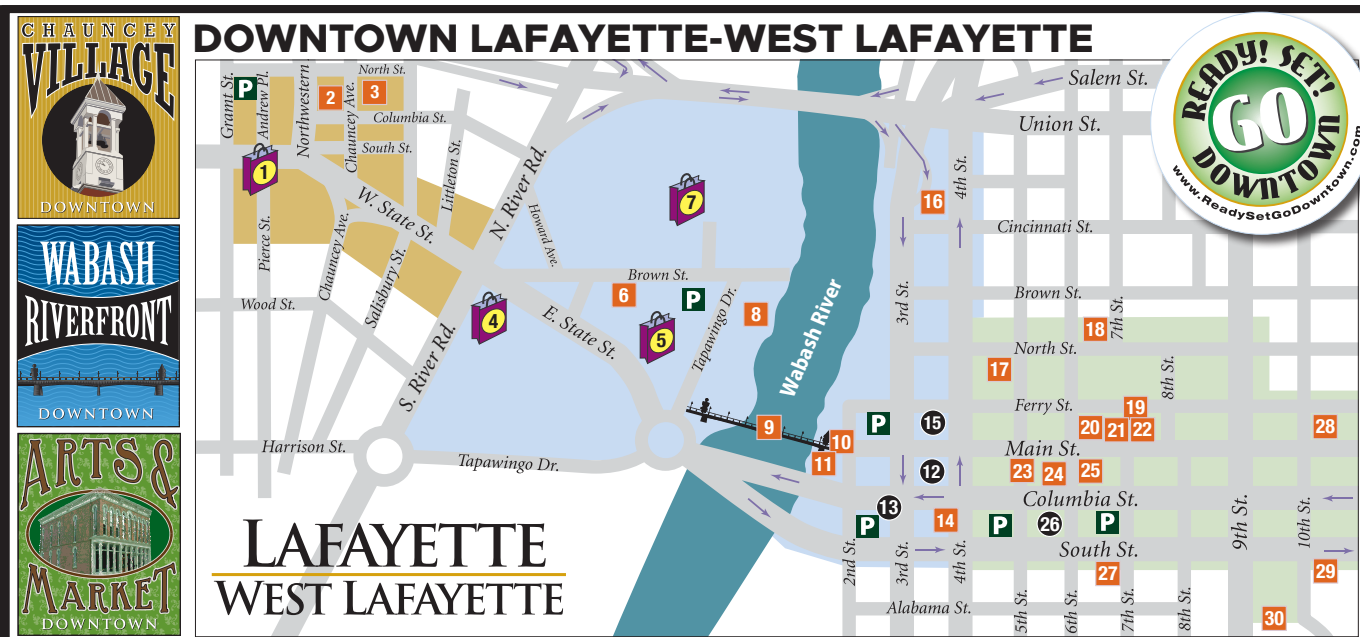 CHAUNCEY
VILLAGE
DOWNTOWN
WABASH
RIVERFRONT
DOWNTOWN
ARTS &
MARKET
DOWNTOWN
DOWNTOWN LAFAYETTE-WEST LAFAYETTE
READY! SET!
GO
DOWNTOWN
www.ReadySetGoDowntown.com
Gramt St.
P
Andrew Pl.
Northwestern
2
Chauncey Ave.
North St.
3
Columbia St.
South St.
Littleton St.
N. River Rd.
Salem St.
Union St.
1
W. State St.
Howard Ave.
7
16
4th St.
Cincinnati St.
Pierce St.
Chauncey Ave.
Salisbury St.
Wood St.
S. River Rd.
4
E. State St.
Brown St.
6
P
5
Tapawingo Dr.
8
Wabash River
3rd St.
Brown St.
18
7th St.
North St.
17
8th St.
Ferry St.
19
20
21
22
28
Main St.
23
24
25
P
15
9
10
11
12
Harrison St.
Tapawingo Dr.
Columbia St.
13
P
14
P
26
P
South St.
9th St.
10th St.
2nd St.
3rd St.
4th St.
27
29
Alabama St.
5th St.
6th St.
7th St.
8th St.
30
LAFAYETTE
WEST LAFAYETTE